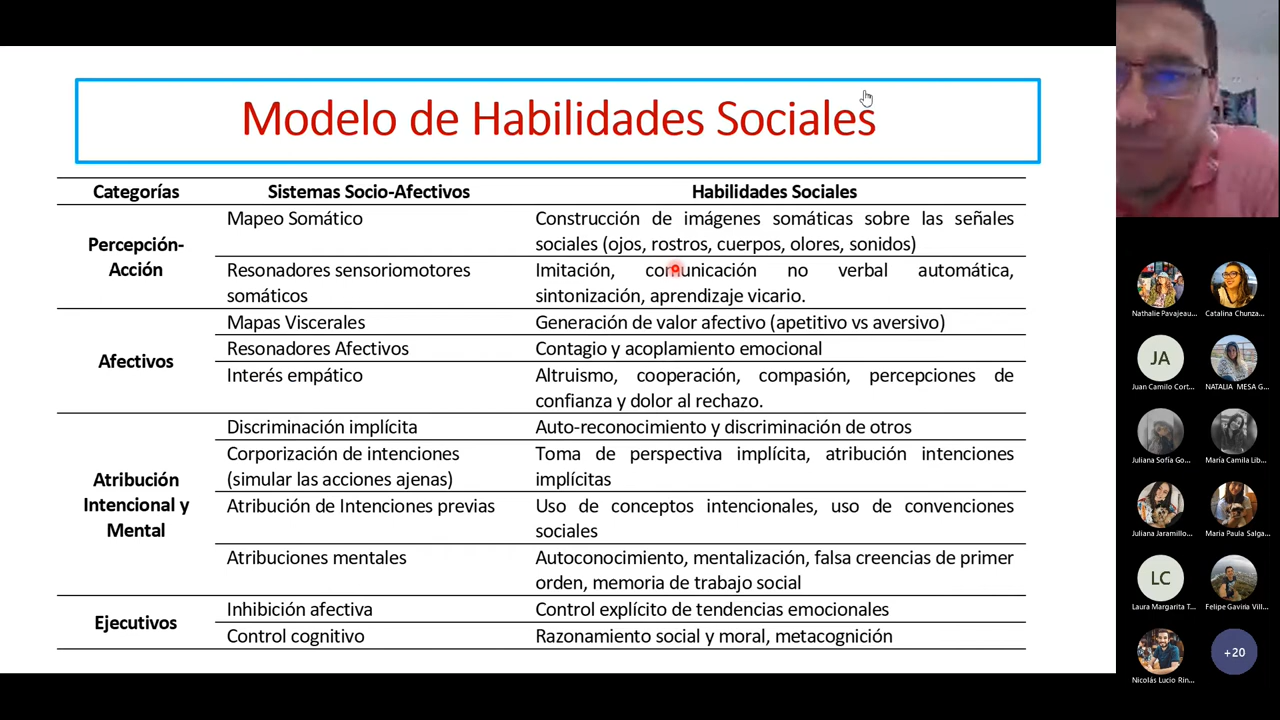 Modelo de Habilidades Sociales
Categorías Sistemas Socio-Afectivos Habilidades Sociales
Percepción-
Acción
Mapeo Somático
Construcción de imágenes somáticas sobre las señales
sociales (ojos, rostros, cuerpos, olores, sonidos)
Resonadores sensoriomotores
somáticos
Imitación, comunicación no verbal automática,
sintonización, aprendizaje vicario.
Afectivos
Mapas Viscerales
Generación de valor afectivo (apetitivo vs aversivo)
Resonadores Afectivos
Contagio y acoplamiento emocional
Interés empático
Altruismo, cooperación, compasión, percepciones de
confianza y dolor al rechazo.
Atribución
Intencional y
Mental
Discriminación implícita
Auto-reconocimiento y discriminación de otros
Corporización de intenciones
(simular las acciones ajenas)
Toma de perspectiva implícita, atribución intenciones
implícitas
Atribución de Intenciones previas
Uso de conceptos intencionales, uso de convenciones
sociales
Atribuciones mentales
Autoconocimiento, mentalización, falsa creencias de primer
orden, memoria de trabajo social
Ejecutivos
Inhibición afectiva
Control explícito de tendencias emocionales
Control cognitivo
Razonamiento social y moral, metacognición
Nathalie Pavajeau...
Catalina Chunza...
JA
Juan Camilo Cort...
NATALIA MESA G...
Juliana Sofía Go...
María Camila Lib...
Juliana Jaramillo...
Maria Paula Salga...
LC
Laura Margarita T...
Felipe Gaviria Vill...
Nicolás Lucio Rin...
+20